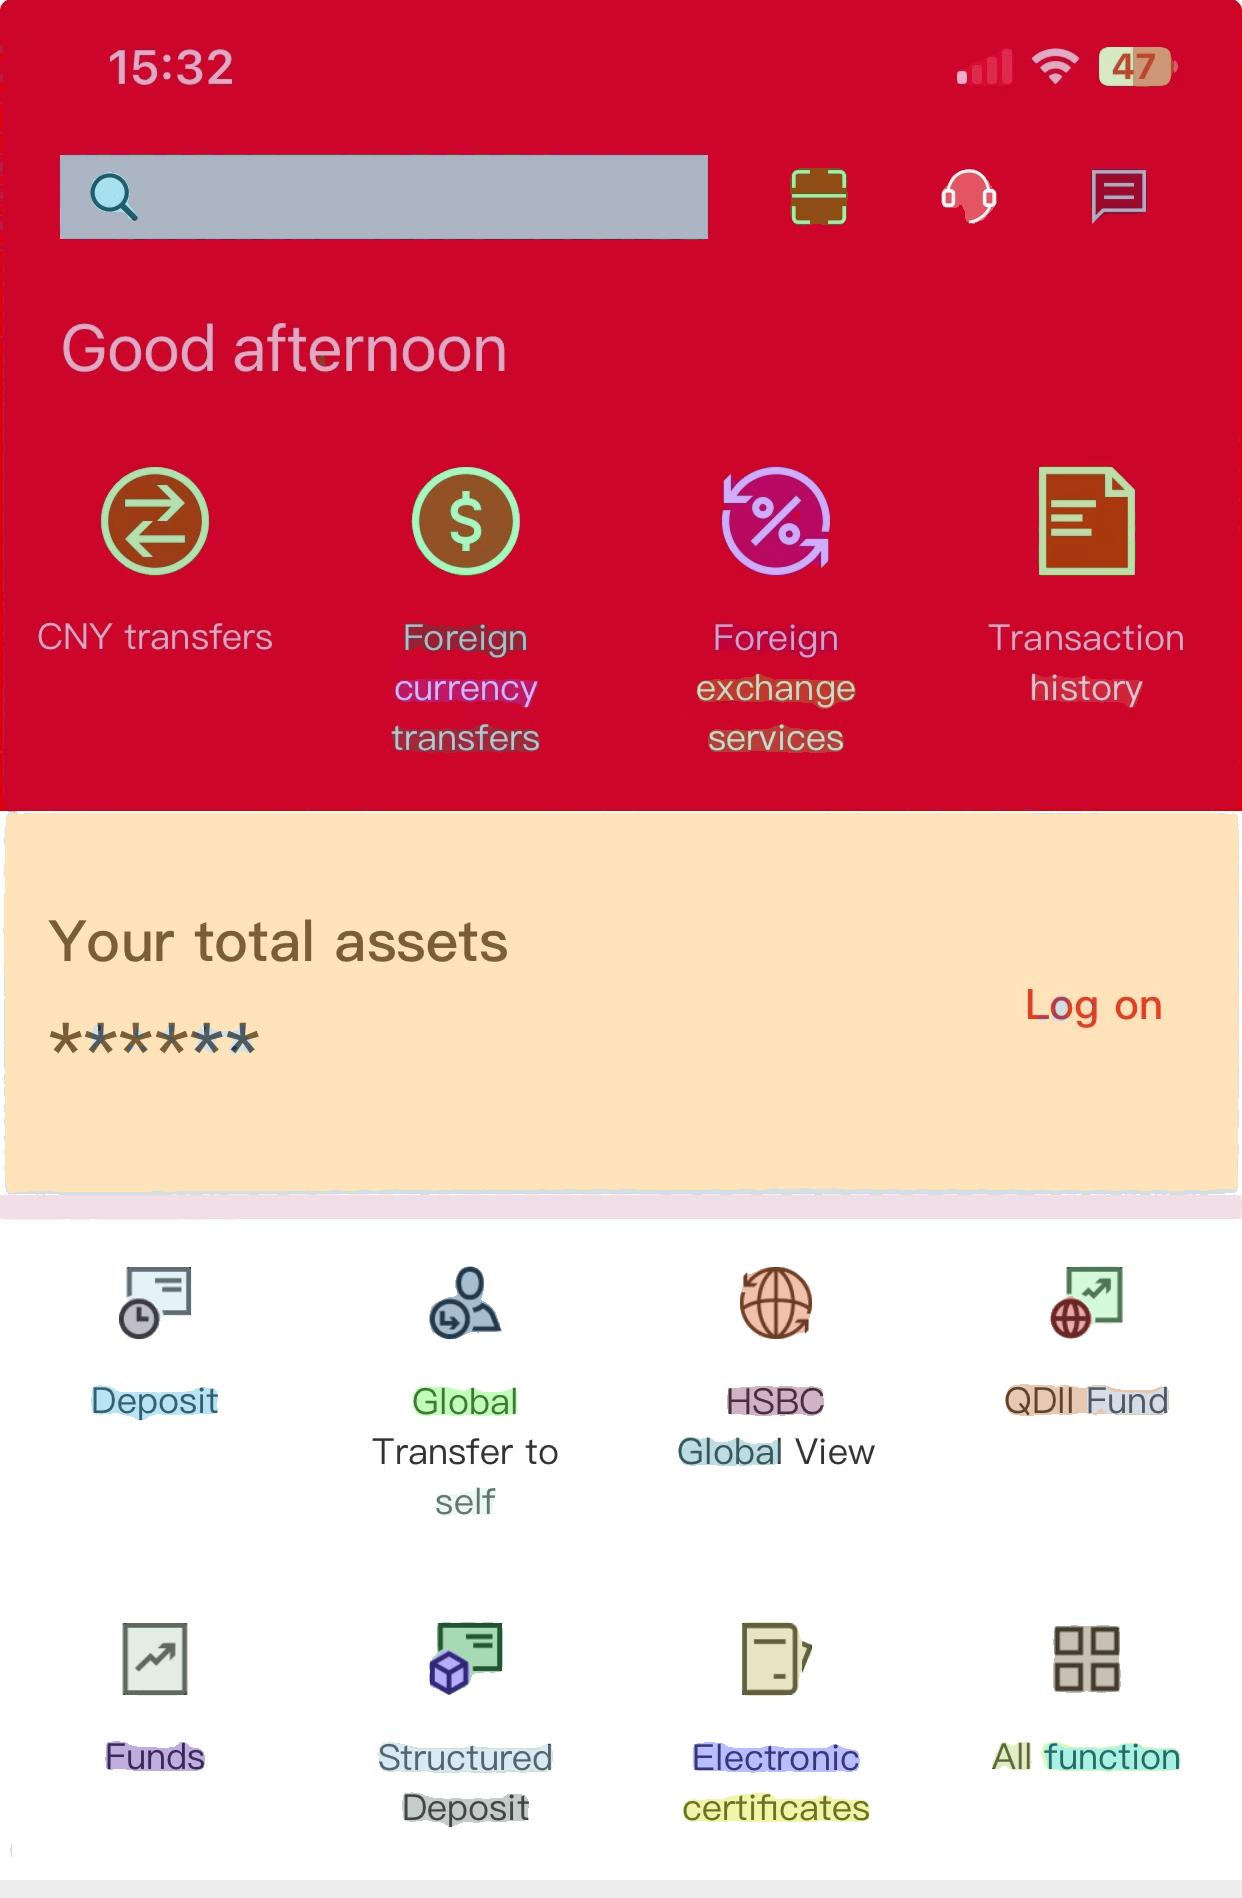 15:32
47
Good afternoon
CNY transfers
Foreign
currency
transfers
Foreign
exchange
services
Transaction
history
Your total assets
******
Log on
Deposit
Global
Transfer to
self
HSBC
Global View
QDII Fund
Funds
Structured
Deposit
Electronic
certificates
All function